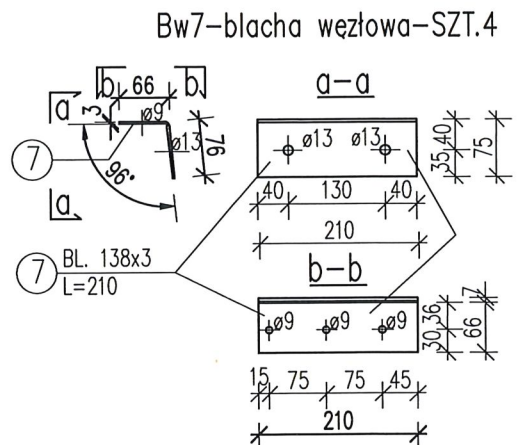 Bw7-blacha węzłowa-SZT.4
b 66 b
a 3 ø9
ø13 76
7
96°
a
a-a
ø13 ø13
35 40
75
40 130 40
210
7 BL. 138x3
L=210
b-b
ø9 ø9 ø9
30 36 7
66
15 75 75 45
210